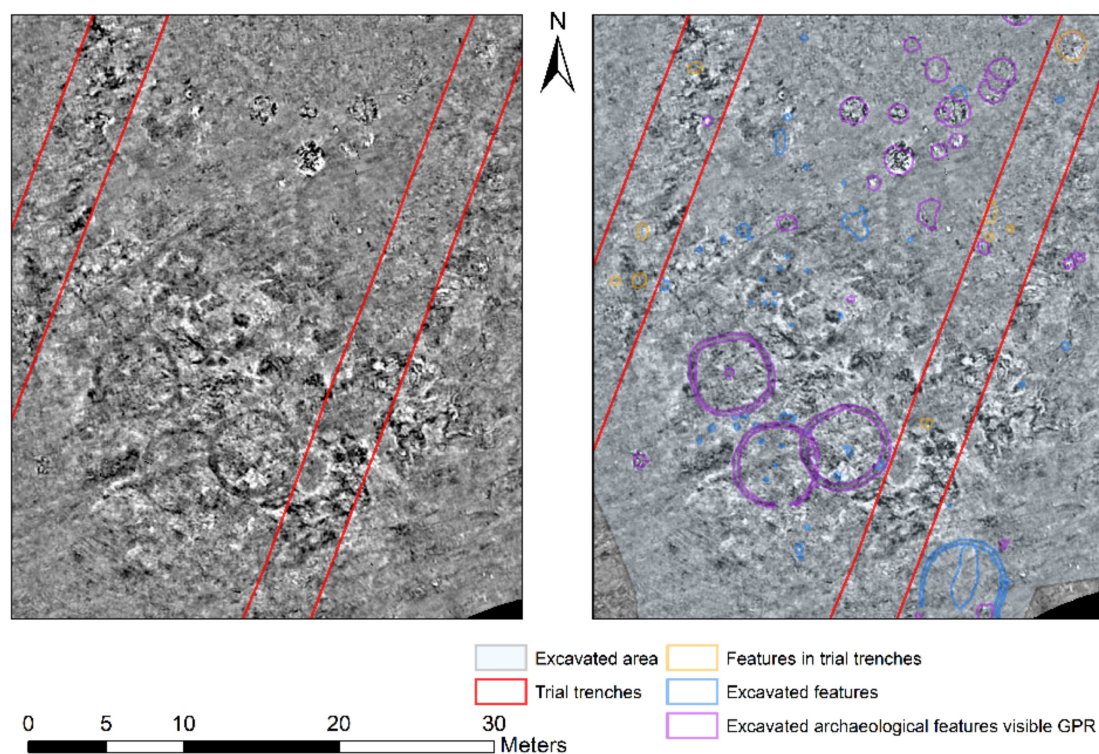 N
Excavated area
Features in trial trenches
Trial trenches
Excavated features
Excavated archaeological features visible GPR
0 5 10 20 30
Meters